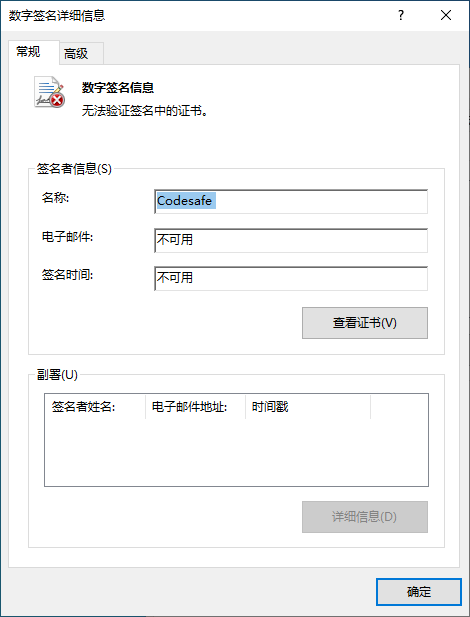 数字签名详细信息
常规
高级
数字签名信息
无法验证签名中的证书。
签名者信息(S)
名称:
Codesafe
电子邮件:
不可用
签名时间:
不可用
查看证书(V)
副署(U)
签名者姓名: 电子邮件地址: 时间戳
详细信息(D)
确定